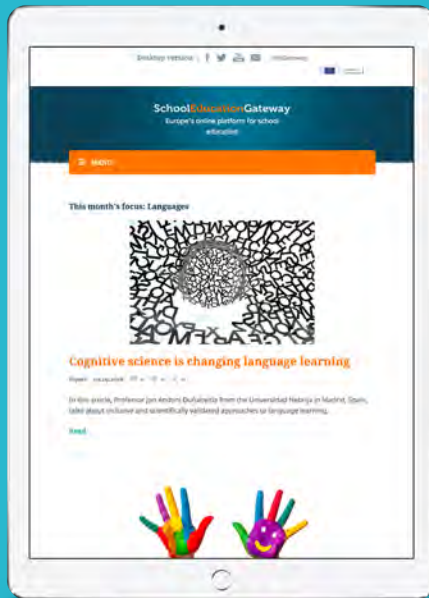 Desktop version
SchoolEducationGateway
Europe's online platform for school
education
MENU
This month's focus: Languages
Cognitive science is changing language learning
In this article, Professor Jon Andoni Duñabeitia from the Universidad Nebrija in Madrid, Spain,
talks about inclusive and scientifically validated approaches to language learning.
Read